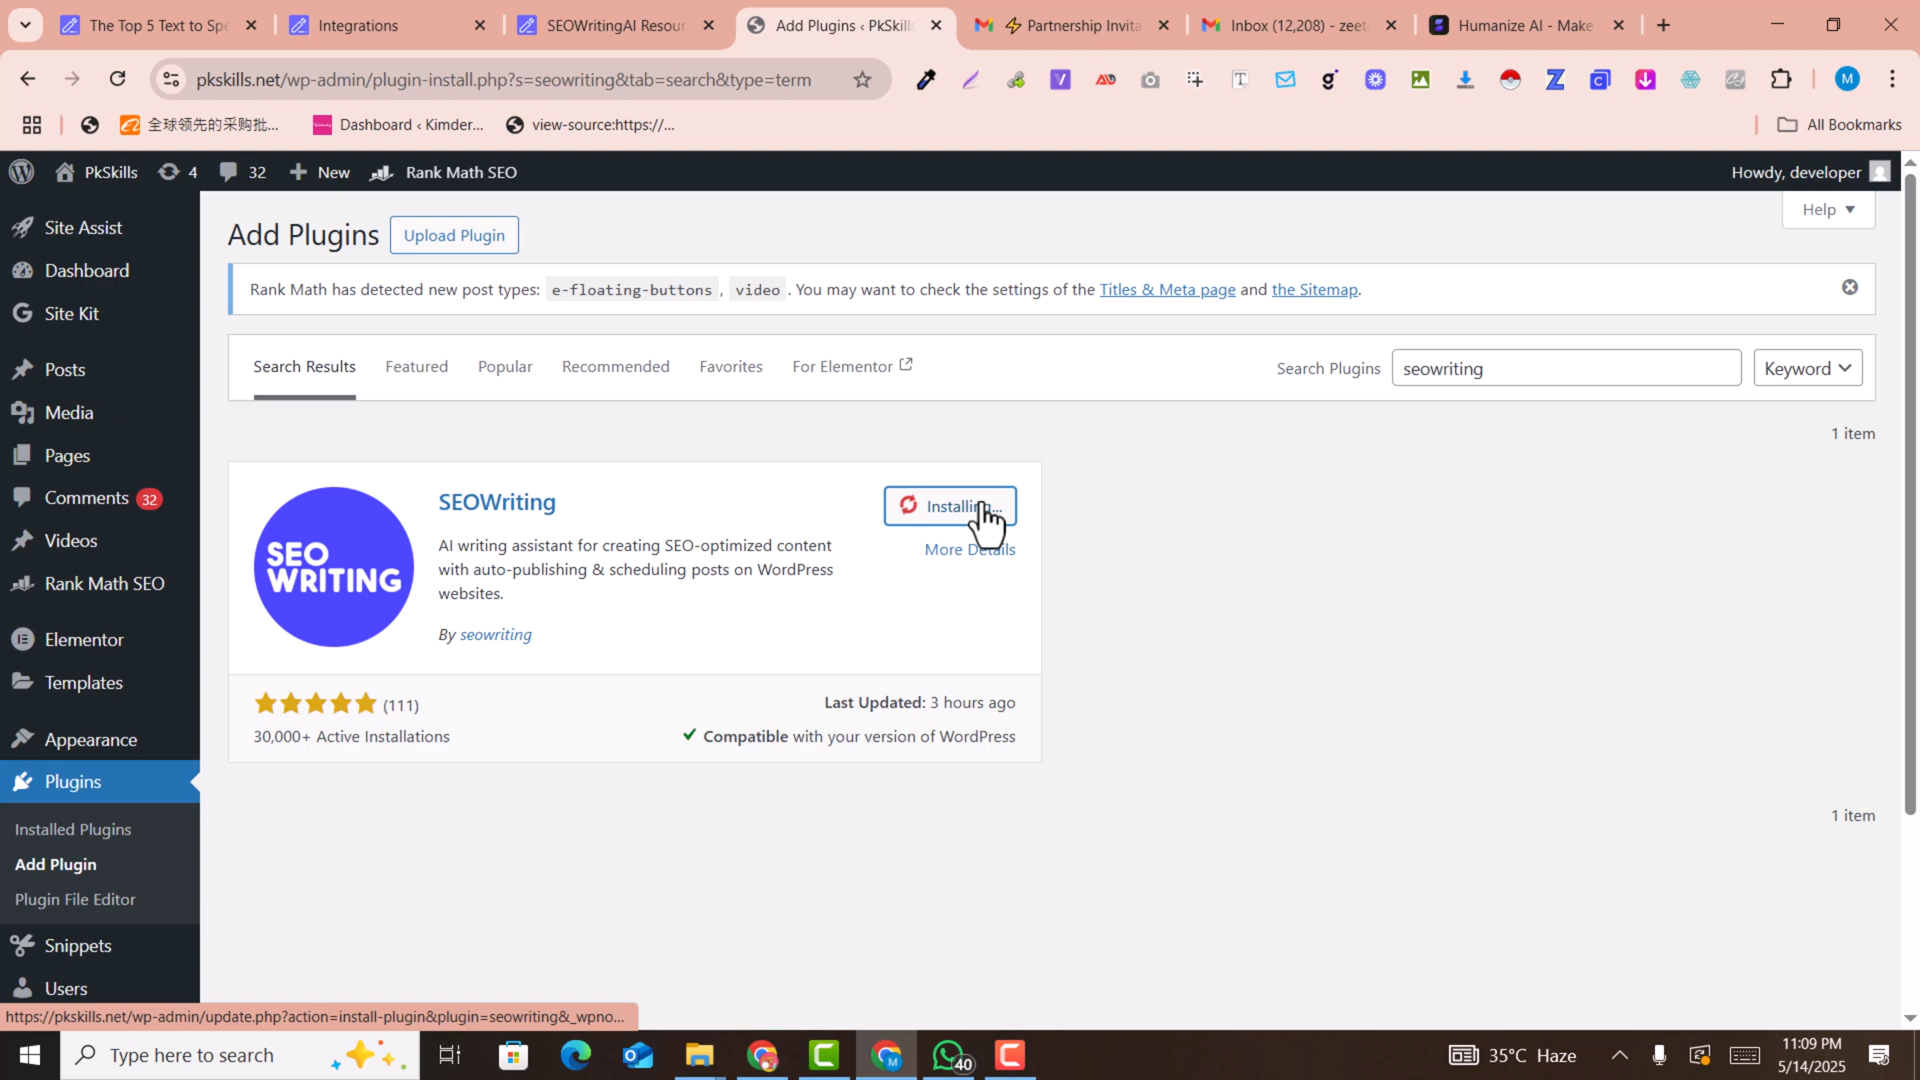 The Top 5 Text to Spe
Integrations
SEOWritingAI Resour
Add Plugins ‹ PkSkills
⚡ Partnership Invita
Inbox (12,208) - zeet
Humanize AI - Make
pkskills.net/wp-admin/plugin-install.php?s=seowriting&tab=search&type=term
M
全球领先的采购批...
Dashboard ‹ Kimder...
view-source:https://...
All Bookmarks
PkSkills
4
32
New
Rank Math SEO
Howdy, developer
Site Assist
Dashboard
Site Kit
Posts
Media
Pages
Comments 32
Videos
Rank Math SEO
Elementor
Templates
Appearance
Plugins
Installed Plugins
Add Plugin
Plugin File Editor
Snippets
Users
Help
Add Plugins
Upload Plugin
Rank Math has detected new post types: e-floating-buttons , video . You may want to check the settings of the Titles & Meta page and the Sitemap.
Search Results
Featured
Popular
Recommended
Favorites
For Elementor
Search Plugins
seowriting
Keyword
1 item
SEO
WRITING
SEOWriting
Installing...
More Details
AI writing assistant for creating SEO-optimized content
with auto-publishing & scheduling posts on WordPress
websites.
By seowriting
(111)
Last Updated: 3 hours ago
30,000+ Active Installations
Compatible with your version of WordPress
1 item
https://pkskills.net/wp-admin/update.php?action=install-plugin&plugin=seowriting&_wpno...
Type here to search
40
35°C Haze
11:09 PM
5/14/2025